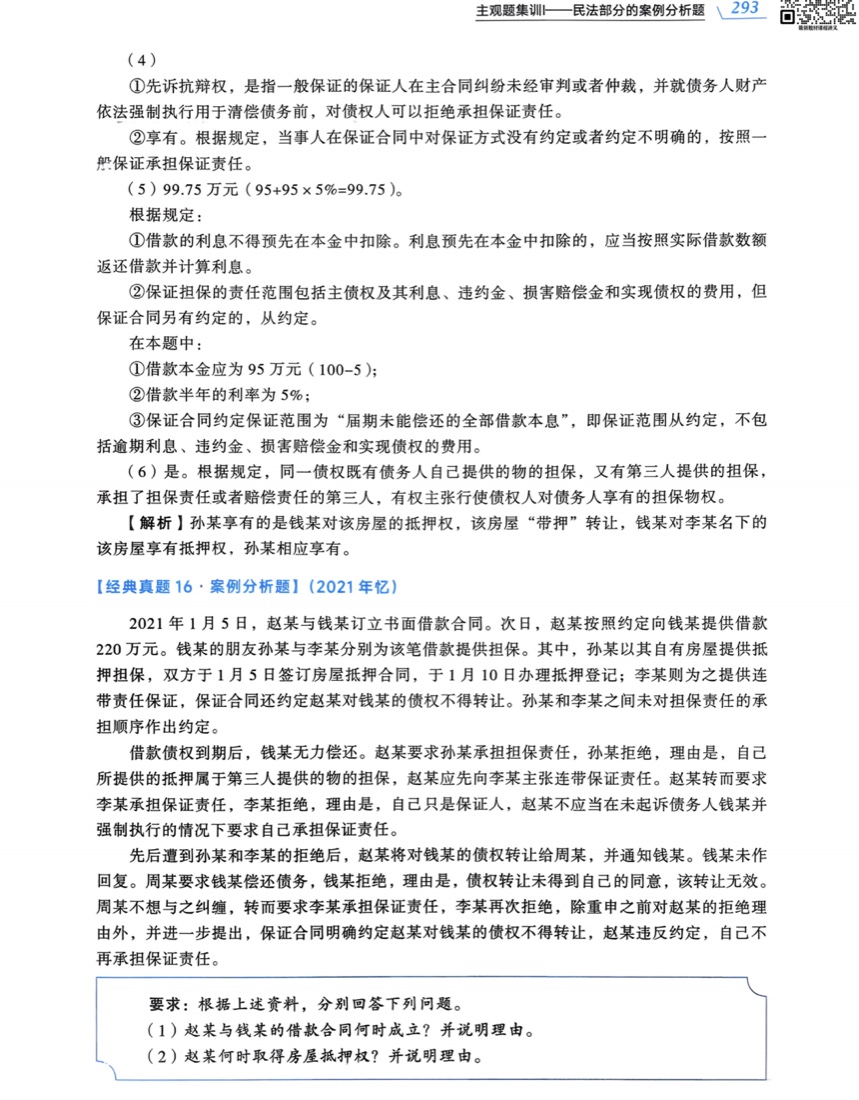 主观题集训Ⅰ——民法部分的案例分析题 293
（4）
①先诉抗辩权，是指一般保证的保证人在主合同纠纷未经审判或者仲裁，并就债务人财产
依法强制执行用于清偿债务前，对债权人可以拒绝承担保证责任。
②享有。根据规定，当事人在保证合同中对保证方式没有约定或者约定不明确的，按照一
般保证承担保证责任。
（5）99.75 万元（95+95×5%=99.75）。
根据规定：
①借款的利息不得预先在本金中扣除。利息预先在本金中扣除的，应当按照实际借款数额
返还借款并计算利息。
②保证担保的责任范围包括主债权及其利息、违约金、损害赔偿金和实现债权的费用，但
保证合同另有约定的，从约定。
在本题中：
①借款本金应为 95 万元（100-5）；
②借款半年的利率为 5%；
③保证合同约定保证范围为“届期未能偿还的全部借款本息”，即保证范围从约定，不包
括逾期利息、违约金、损害赔偿金和实现债权的费用。
（6）是。根据规定，同一债权既有债务人自己提供的物的担保，又有第三人提供的担保，
承担了担保责任或者赔偿责任的第三人，有权主张行使债权人对债务人享有的担保物权。
【解析】孙某享有的是钱某对该房屋的抵押权，该房屋“带押”转让，钱某对李某名下的
该房屋享有抵押权，孙某相应享有。
【经典真题 16·案例分析题】（2021 年忆）
2021 年 1 月 5 日，赵某与钱某订立书面借款合同。次日，赵某按照约定向钱某提供借款
220 万元。钱某的朋友孙某与李某分别为该笔借款提供担保。其中，孙某以其自有房屋提供抵
押担保，双方于 1 月 5 日签订房屋抵押合同，于 1 月 10 日办理抵押登记；李某则为之提供连
带责任保证，保证合同还约定赵某对钱某的债权不得转让。孙某和李某之间未对担保责任的承
担顺序作出约定。
借款债权到期后，钱某无力偿还。赵某要求孙某承担担保责任，孙某拒绝，理由是，自己
所提供的抵押属于第三人提供的物的担保，赵某应先向李某主张连带保证责任。赵某转而要求
李某承担保证责任，李某拒绝，理由是，自己只是保证人，赵某不应当在未起诉债务人钱某并
强制执行的情况下要求自己承担保证责任。
先后遭到孙某和李某的拒绝后，赵某将对钱某的债权转让给周某，并通知钱某。钱某未作
回复。周某要求钱某偿还债务，钱某拒绝，理由是，债权转让未得到自己的同意，该转让无效。
周某不想与之纠缠，转而要求李某承担保证责任，李某再次拒绝，除重申之前对赵某的拒绝理
由外，并进一步提出，保证合同明确约定赵某对钱某的债权不得转让，赵某违反约定，自己不
再承担保证责任。
要求：根据上述资料，分别回答下列问题。
（1）赵某与钱某的借款合同何时成立？并说明理由。
（2）赵某何时取得房屋抵押权？并说明理由。